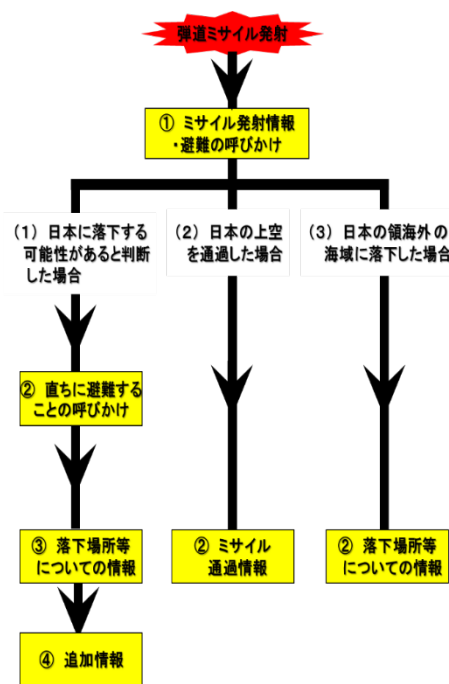 弾道ミサイル発射
① ミサイル発射情報
・避難の呼びかけ
(1)日本に落下する
可能性があると判断
した場合
(2)日本の上空
を通過した場合
(3)日本の領海外の
海域に落下した場合
② 直ちに避難する
ことの呼びかけ
③ 落下場所等
についての情報
② ミサイル
通過情報
② 落下場所等
についての情報
④ 追加情報